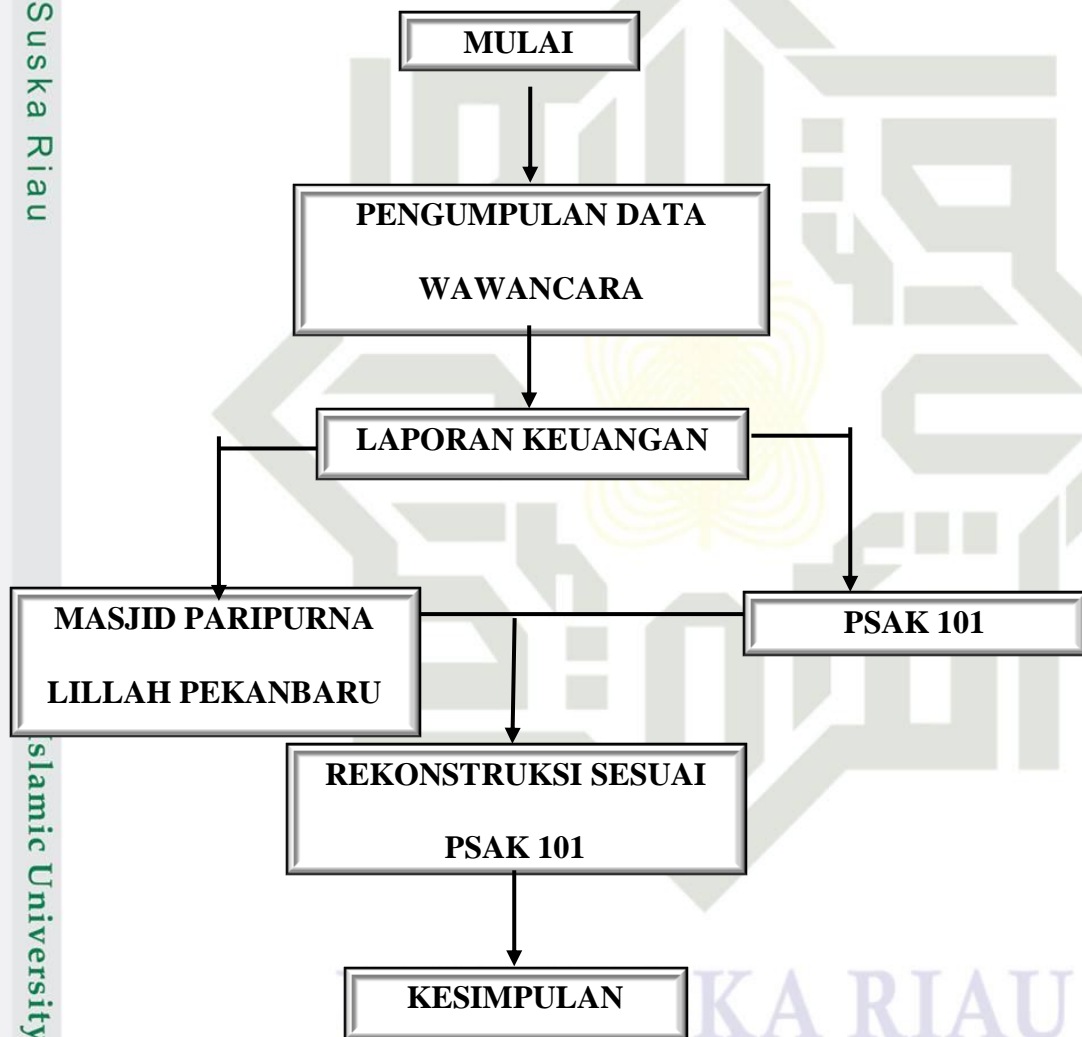 MULAI
PENGUMPULAN DATA
WAWANCARA
LAPORAN KEUANGAN
MASJID PARIPURNA
LILLAH PEKANBARU
PSAK 101
REKONSTRUKSI SESUAI
PSAK 101
KESIMPULAN
Suska Riau
Islamic University
KA RIAU